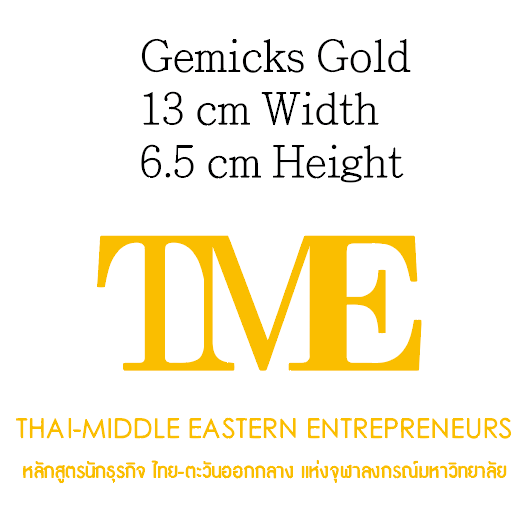 Gemicks Gold
13 cm Width
6.5 cm Height
TME
THAI-MIDDLE EASTERN ENTREPRENEURS
หลักสูตรนักธุรกิจ ไทย-ตะวันออกกลาง แห่งจุฬาลงกรณ์มหาวิทยาลัย